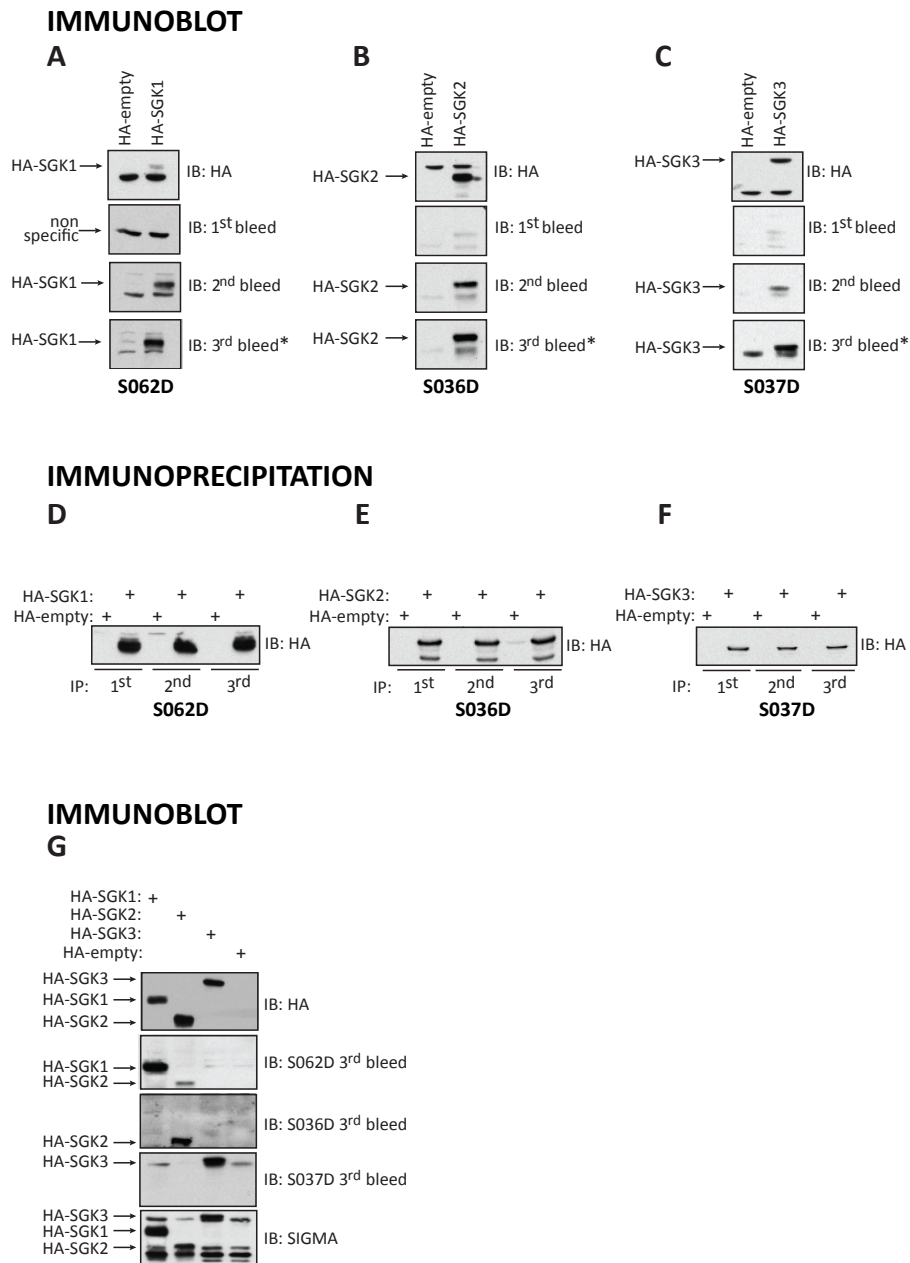 IMMUNOBLOT
A
HA-empty
HA-SGK1
HA-SGK1
IB: HA
non
specific
IB: 1st bleed
HA-SGK1
IB: 2nd bleed
HA-SGK1
IB: 3rd bleed*
S062D
B
HA-empty
HA-SGK2
HA-SGK2
IB: HA
IB: 1st bleed
HA-SGK2
IB: 2nd bleed
HA-SGK2
IB: 3rd bleed*
S036D
C
HA-empty
HA-SGK3
HA-SGK3
IB: HA
IB: 1st bleed
HA-SGK3
IB: 2nd bleed
HA-SGK3
IB: 3rd bleed*
S037D
IMMUNOPRECIPITATION
D
HA-SGK1: + + +
HA-empty: + + +
IB: HA
IP: 1st 2nd 3rd
S062D
E
HA-SGK2: + + +
HA-empty: + + +
IB: HA
IP: 1st 2nd 3rd
S036D
F
HA-SGK3: + + +
HA-empty: + + +
IB: HA
IP: 1st 2nd 3rd
S037D
IMMUNOBLOT
G
HA-SGK1: +
HA-SGK2: +
HA-SGK3: +
HA-empty: +
HA-SGK3
HA-SGK1
HA-SGK2
IB: HA
HA-SGK1
HA-SGK2
IB: S062D 3rd bleed
HA-SGK2
IB: S036D 3rd bleed
HA-SGK3
IB: S037D 3rd bleed
HA-SGK3
HA-SGK1
HA-SGK2
IB: SIGMA